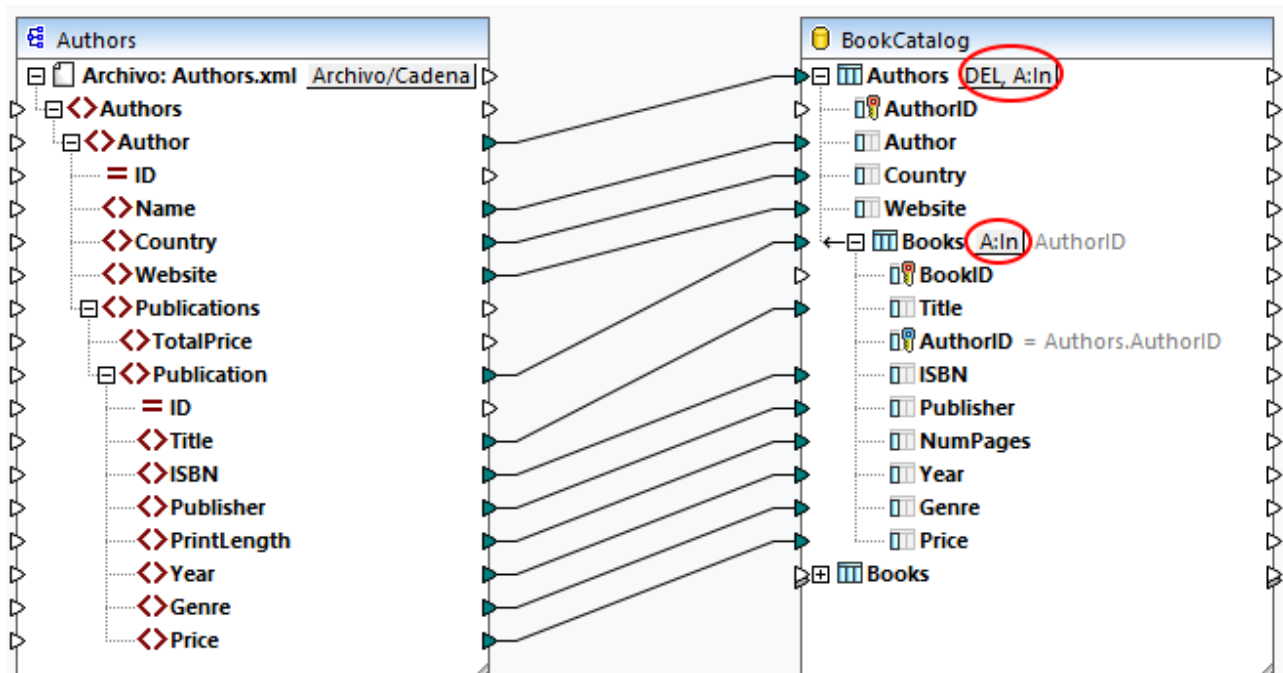 Authors
Archivo: Authors.xml Archivo/Cadena
Authors
Author
ID
Name
Country
Website
Publications
TotalPrice
Publication
ID
Title
ISBN
Publisher
PrintLength
Year
Genre
Price
BookCatalog
Authors DEL, A:In
AuthorID
Author
Country
Website
Books A:In AuthorID
BookID
Title
AuthorID = Authors.AuthorID
ISBN
Publisher
NumPages
Year
Genre
Price
Books